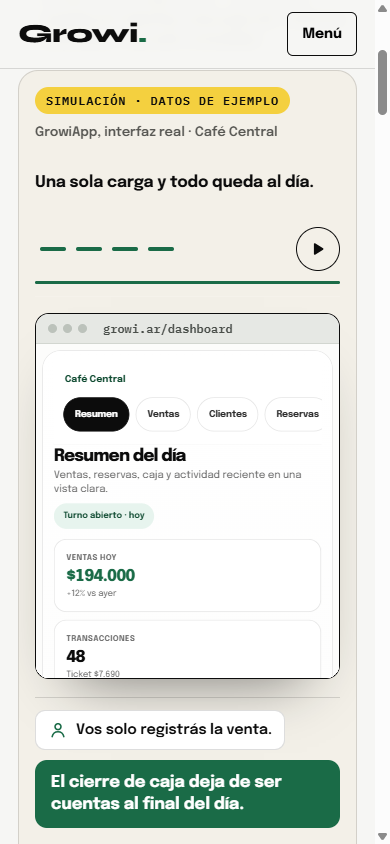 Growi.
Menú
SIMULACIÓN · DATOS DE EJEMPLO
GrowiApp, interfaz real · Café Central
Una sola carga y todo queda al día.
growi.ar/dashboard
Café Central
Resumen
Ventas
Clientes
Reservas
Resumen del día
Ventas, reservas, caja y actividad reciente en una
vista clara.
Turno abierto · hoy
VENTAS HOY
$194.000
+12% vs ayer
TRANSACCIONES
48
Ticket $7.690
Vos solo registrás la venta.
El cierre de caja deja de ser
cuentas al final del día.